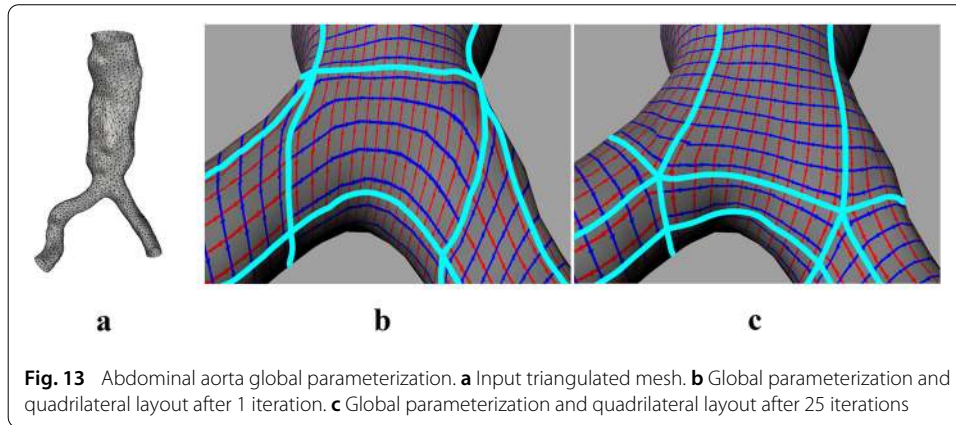 a
b
c
Fig. 13 Abdominal aorta global parameterization. a Input triangulated mesh. b Global parameterization and
quadrilateral layout after 1 iteration. c Global parameterization and quadrilateral layout after 25 iterations